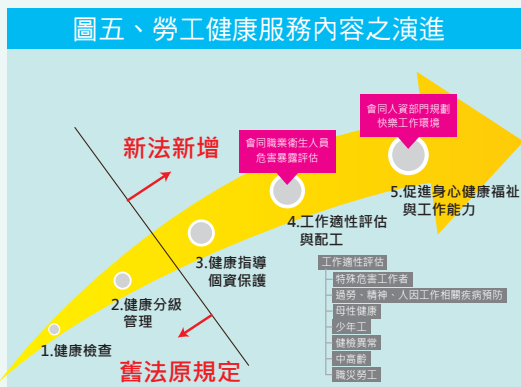 圖五、勞工健康服務內容之演進
新法新增
會同職業衛生人員
危害暴露評估
會同人資部門規劃
快樂工作環境
5.促進身心健康福祉
與工作能力
4.工作適性評估
與配工
3.健康指導
個資保護
2.健康分級
管理
1.健康檢查
舊法原規定
工作適性評估
特殊危害工作者
過勞、精神、人因工作相關疾病預防
母性健康
少年工
健檢異常
中高齡
職災勞工